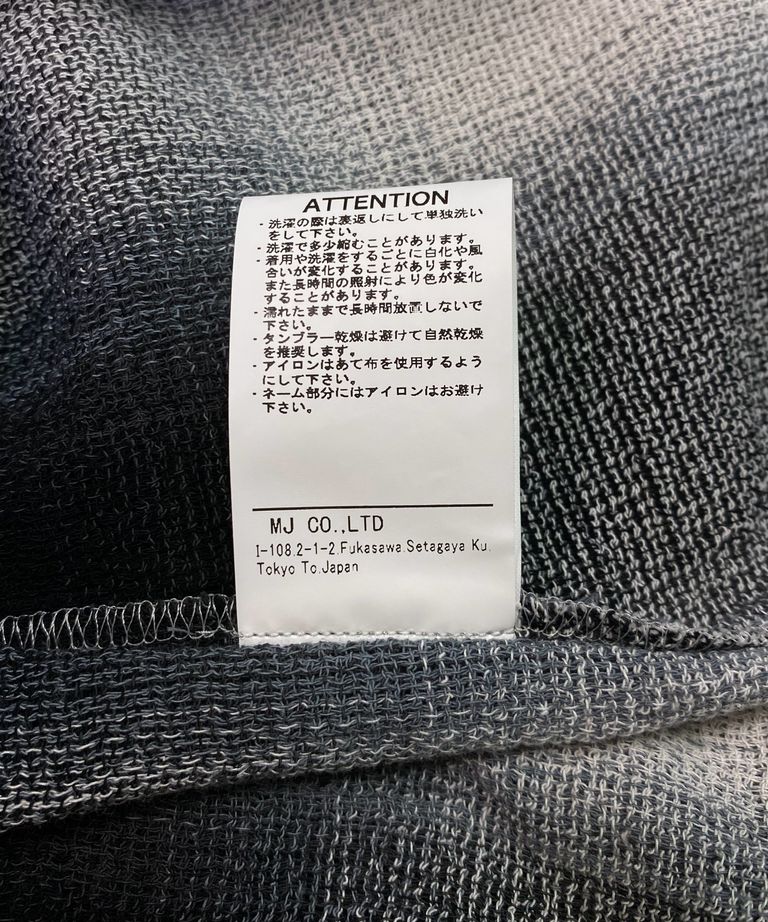 ATTENTION
・洗濯の際は裏返しにして単独洗い
をして下さい。
・洗濯で多少縮むことがあります。
・着用や洗濯をするごとに白化や風
合いが変化することがあります。
また長時間の照射により色が変化
することがあります。
・濡れたままで長時間放置しないで
下さい。
・タンブラー乾燥は避けて自然乾燥
を推奨します。
・アイロンはあて布を使用するよう
にして下さい。
・ネーム部分にはアイロンはお避け
下さい。
MJ CO.,LTD
I-108.2-1-2.Fukasawa.Setagaya Ku.
Tokyo To.Japan